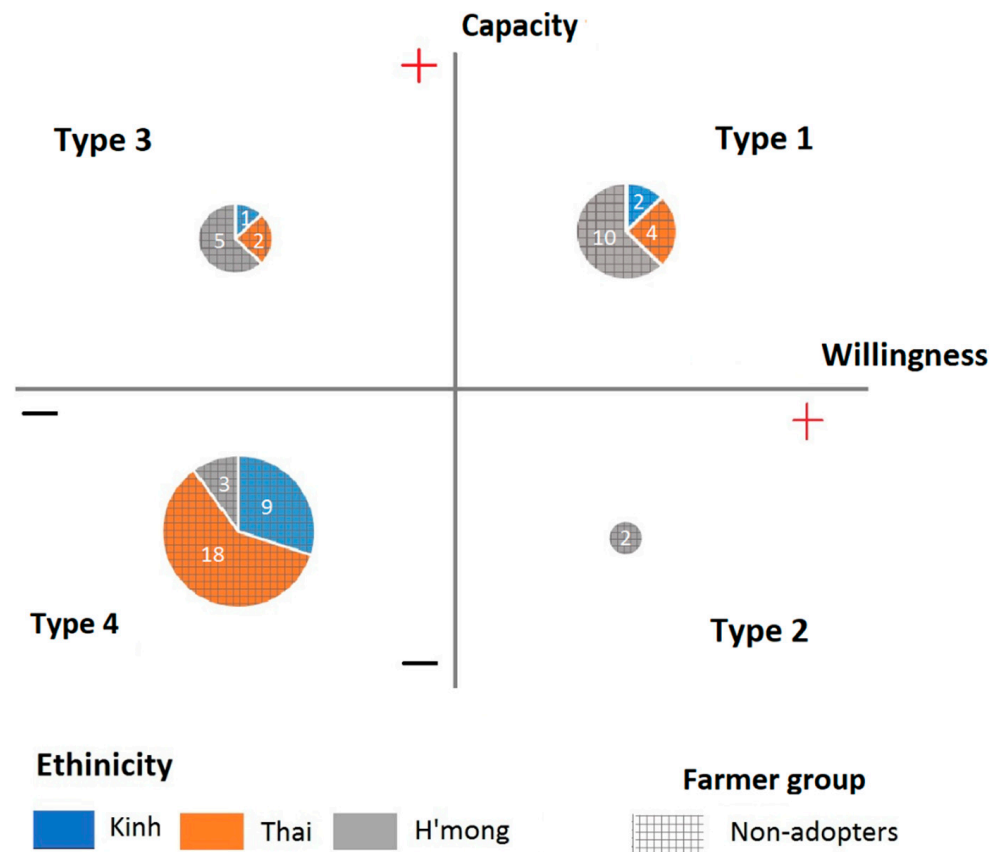 Capacity
+
Type 3
Type 1
1
5
2
2
10
4
Willingness
—
+
3
9
18
2
Type 4
Type 2
—
Ethinicity
Farmer group
Kinh
Thai
H'mong
Non-adopters